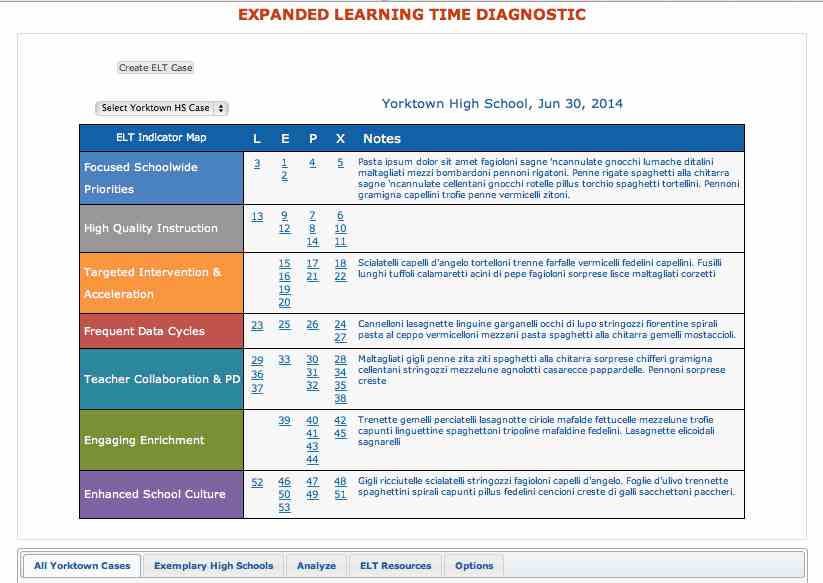 EXPANDED LEARNING TIME DIAGNOSTIC
Create ELT Case
Select Yorktown HS Case
Yorktown High School, Jun 30, 2014
ELT Indicator Map L E P X Notes
Focused Schoolwide
Priorities
3
1
2
4
5
Pasta ipsum dolor sit amet fagioloni sagne 'ncannulate gnocchi lumache ditalini
maltagliati mezzi bombardoni pennoni rigatoni. Penne rigate spaghetti alla chitarra
sagne 'ncannulate cellentani gnocchi rotelle pillus torchio spaghetti tortellini. Pennoni
gramigna capellini trofie penne vermicelli zitoni.
High Quality Instruction
13
9
12
7
8
14
6
10
11
Targeted Intervention &
Acceleration
15
16
19
20
17
21
18
22
Scialatelli capelli d'angelo tortelloni trenne farfalle vermicelli fedelini capellini. Fusilli
lunghi tuffoli calamaretti acini di pepe fagioloni sorprese lisce maltagliati corzetti
Frequent Data Cycles
23
25
26
24
27
Cannelloni lasagnette linguine garganelli occhi di lupo stringozzi fiorentine spirali
pasta al ceppo vermicelloni mezzani pasta spaghetti alla chitarra gemelli mostaccioli.
Teacher Collaboration & PD
29
36
37
33
30
31
32
28
34
35
38
Maltagliati gigli penne zita ziti spaghetti alla chitarra sorprese chifferi gramigna
cellentani stringozzi mezzelune agnolotti casarecce pappardelle. Pennoni sorprese
creste
Engaging Enrichment
39
40
41
43
44
42
45
Trenette gemelli perciatelli lasagnotte ciriole mafalde fettucelle mezzelune trofie
capunti linguettine spaghettoni tripoline mafaldine fedelini. Lasagnette elicoidali
sagnarelli
Enhanced School Culture
52
46
50
53
47
49
48
51
Gigli ricciutelle scialatelli stringozzi fagioloni capelli d'angelo. Foglie d'ulivo trennette
spaghettini spirali capunti pillus fedelini cencioni creste di galli sacchettoni paccheri.
All Yorktown Cases Exemplary High Schools Analyze ELT Resources Options